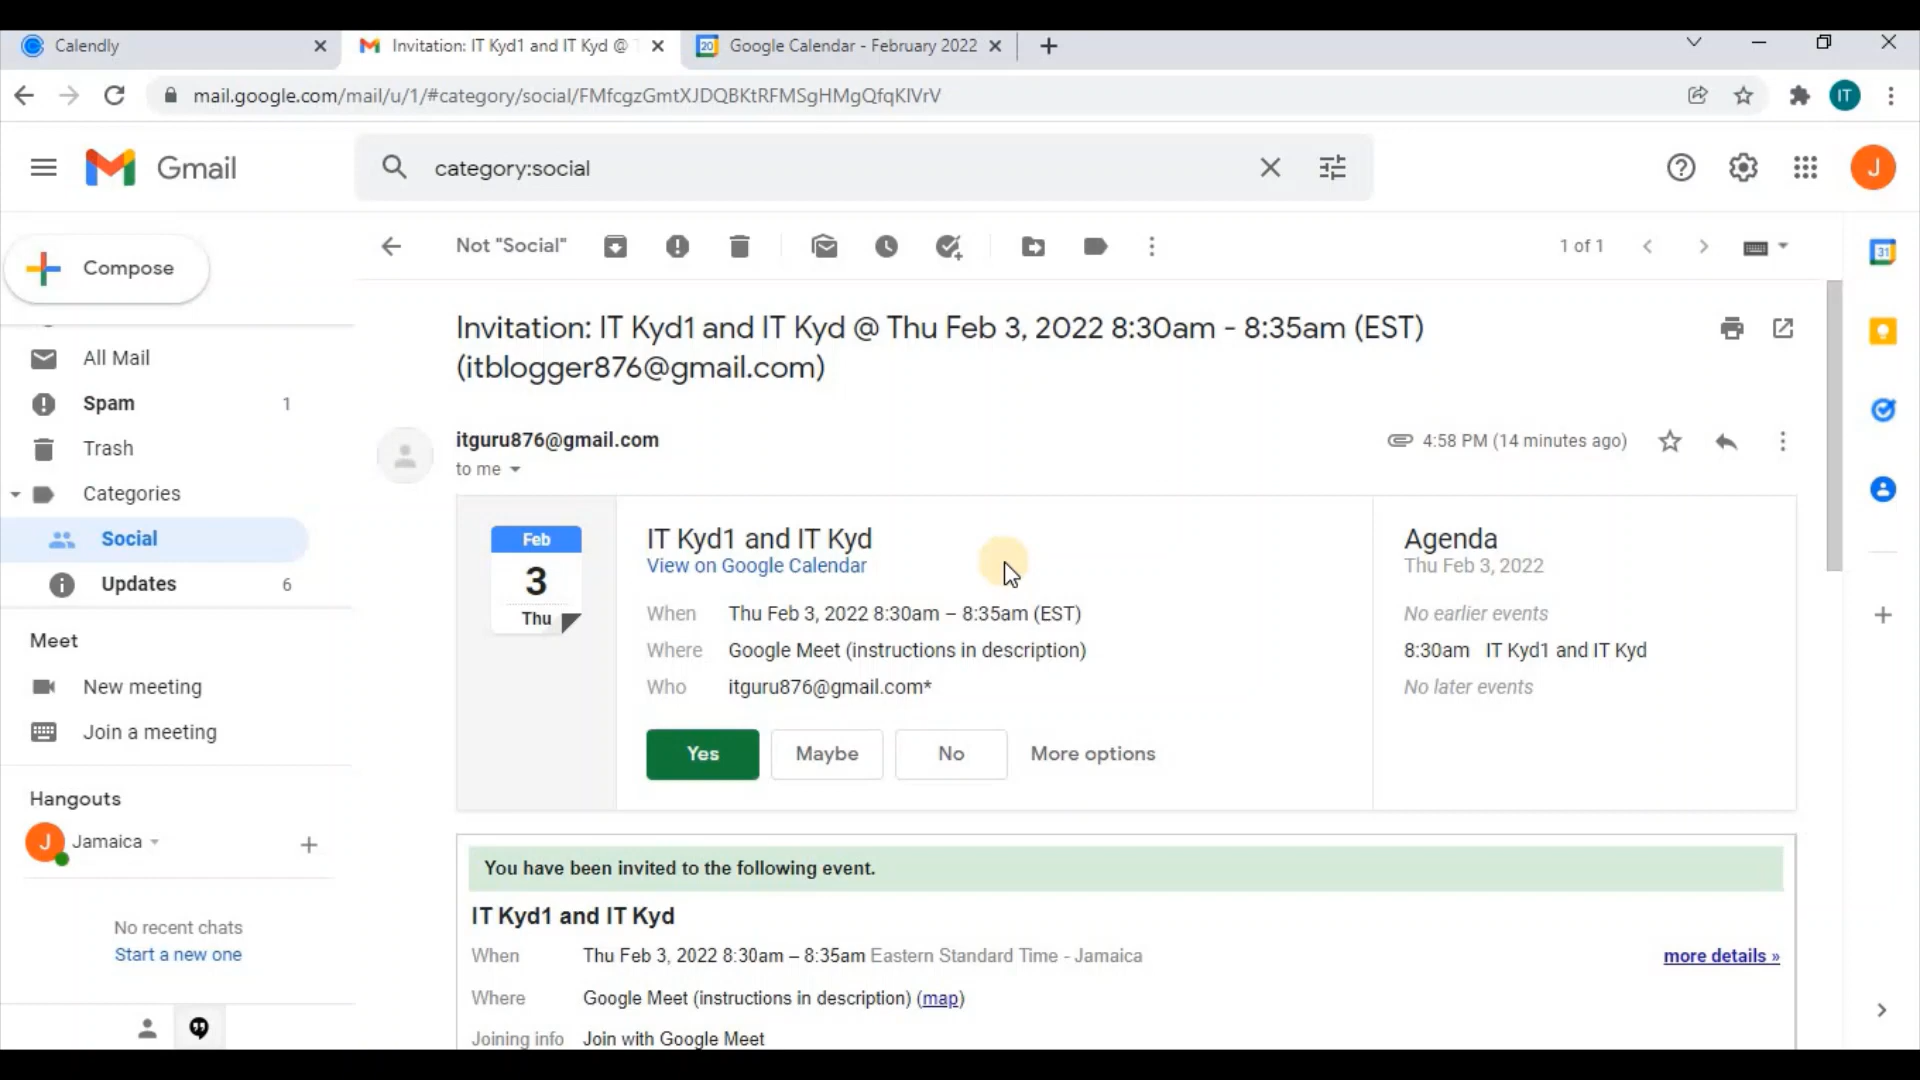 Calendly
Invitation: IT Kyd1 and IT Kyd @
20 Google Calendar - February 2022
mail.google.com/mail/u/1/#category/social/FMfcgzGmtXJDQBKtRFMSgHMgQfqKlVrV
IT
Gmail
category:social
J
Compose
Not "Social"
1 of 1
31
Invitation: IT Kyd1 and IT Kyd @ Thu Feb 3, 2022 8:30am - 8:35am (EST)
(itblogger876@gmail.com)
All Mail
Spam 1
Trash
Categories
Social
Updates 6
itguru876@gmail.com
4:58 PM (14 minutes ago)
to me
Feb
3
Thu
IT Kyd1 and IT Kyd
View on Google Calendar
When Thu Feb 3, 2022 8:30am – 8:35am (EST)
Where Google Meet (instructions in description)
Who itguru876@gmail.com*
Yes Maybe No More options
Agenda
Thu Feb 3, 2022
No earlier events
8:30am IT Kyd1 and IT Kyd
No later events
Meet
New meeting
Join a meeting
Hangouts
J Jamaica
No recent chats
Start a new one
You have been invited to the following event.
IT Kyd1 and IT Kyd
When Thu Feb 3, 2022 8:30am – 8:35am Eastern Standard Time - Jamaica
more details »
Where Google Meet (instructions in description) (map)
Joining info Join with Google Meet